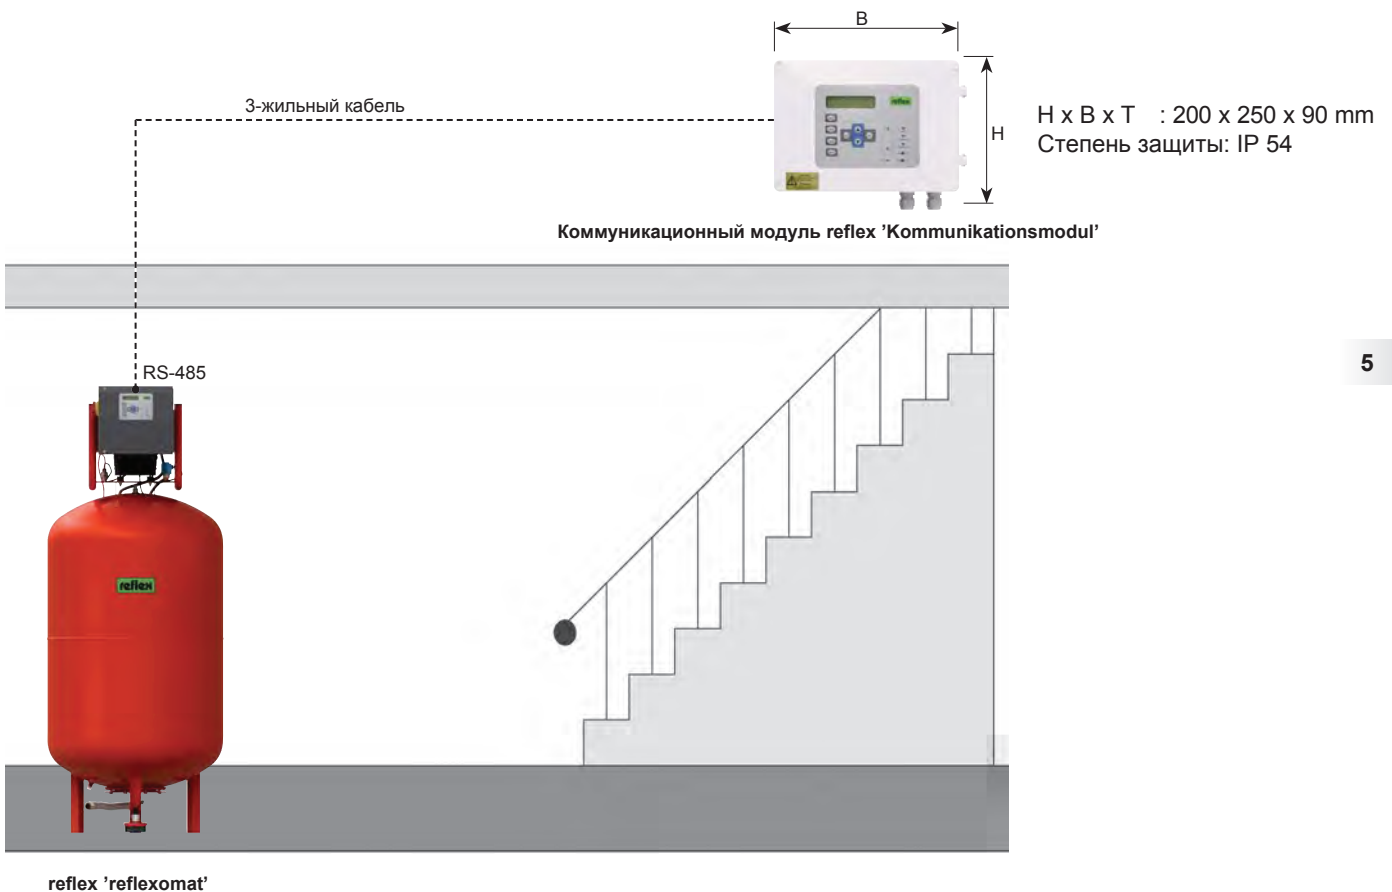 B
3-жильный кабель
reflex
H
H x B x T : 200 x 250 x 90 mm
Степень защиты: IP 54
Коммуникационный модуль reflex ’Kommunikationsmodul’
RS-485
5
reflex
reflex ’reflexomat’